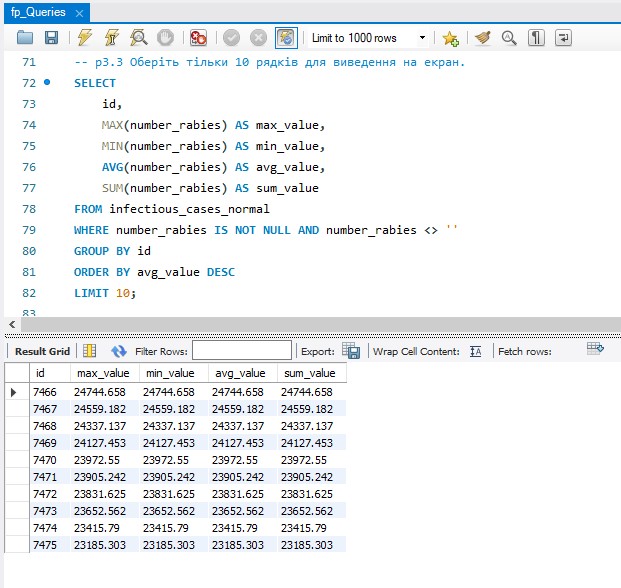 fp_Queries
Limit to 1000 rows
71 -- p3.3 Оберіть тільки 10 рядків для виведення на екран.
72 SELECT
73 id,
74 MAX(number_rabies) AS max_value,
75 MIN(number_rabies) AS min_value,
76 AVG(number_rabies) AS avg_value,
77 SUM(number_rabies) AS sum_value
78 FROM infectious_cases_normal
79 WHERE number_rabies IS NOT NULL AND number_rabies <> ''
80 GROUP BY id
81 ORDER BY avg_value DESC
82 LIMIT 10;
83
Result Grid Filter Rows: Export: Wrap Cell Content: Fetch rows:
id max_value min_value avg_value sum_value
7466 24744.658 24744.658 24744.658 24744.658
7467 24559.182 24559.182 24559.182 24559.182
7468 24337.137 24337.137 24337.137 24337.137
7469 24127.453 24127.453 24127.453 24127.453
7470 23972.55 23972.55 23972.55 23972.55
7471 23905.242 23905.242 23905.242 23905.242
7472 23831.625 23831.625 23831.625 23831.625
7473 23652.562 23652.562 23652.562 23652.562
7474 23415.79 23415.79 23415.79 23415.79
7475 23185.303 23185.303 23185.303 23185.303